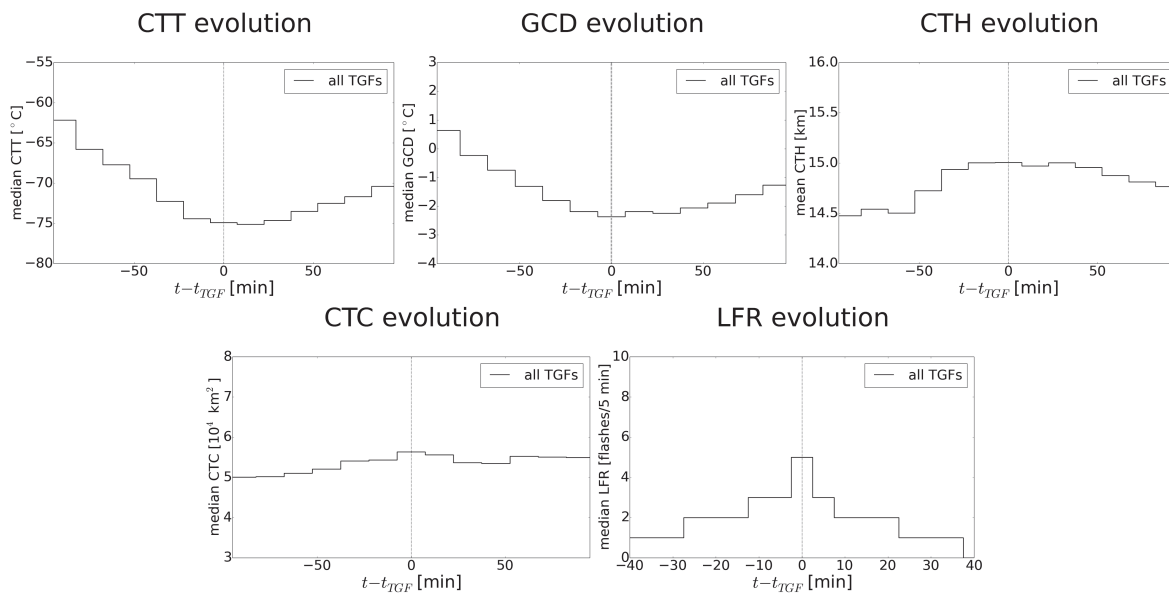 CTT evolution
GCD evolution
CTH evolution
−55
−60
−65
−70
−75
−80
median CTT [°C]
all TGFs
−50
0
50
t−t_TGF [min]
3
2
1
0
−1
−2
−3
−4
median GCD [°C]
all TGFs
−50
0
50
t−t_TGF [min]
16.0
15.5
15.0
14.5
14.0
mean CTH [km]
all TGFs
−50
0
50
t−t_TGF [min]
CTC evolution
LFR evolution
8
7
6
5
4
3
median CTC [10⁴ km²]
all TGFs
−50
0
50
t−t_TGF [min]
10
8
6
4
2
0
median LFR [flashes/5 min]
all TGFs
−40
−30
−20
−10
0
10
20
30
40
t−t_TGF [min]